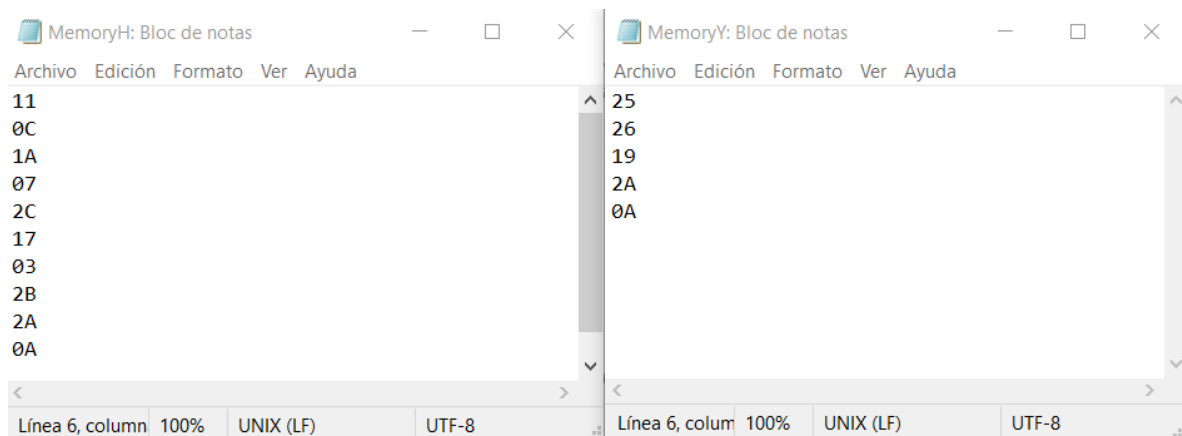 MemoryH: Bloc de notas
Archivo Edición Formato Ver Ayuda
11
0C
1A
07
2C
17
03
2B
2A
0A
Línea 6, column 100% UNIX (LF) UTF-8
MemoryY: Bloc de notas
Archivo Edición Formato Ver Ayuda
25
26
19
2A
0A
Línea 6, colum 100% UNIX (LF) UTF-8